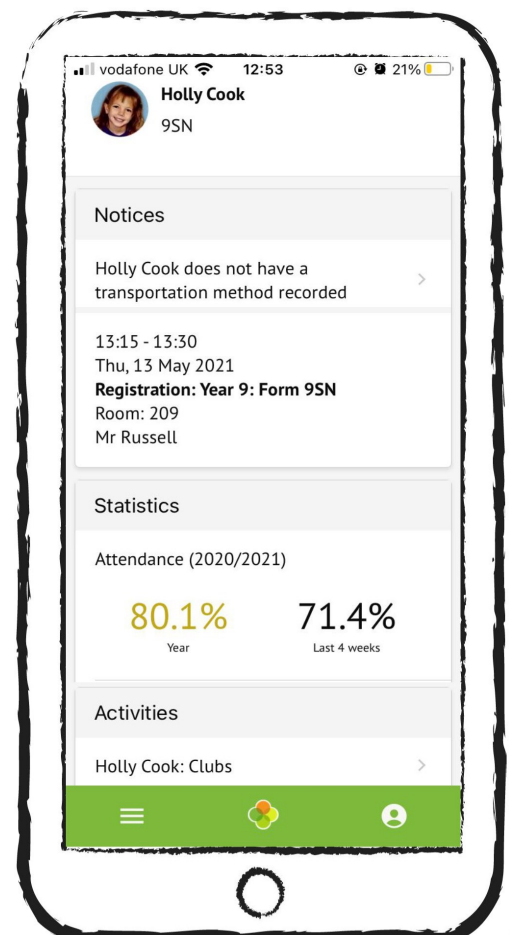 vodafone UK 12:53 21%
Holly Cook
9SN
Notices
Holly Cook does not have a
transportation method recorded
13:15 - 13:30
Thu, 13 May 2021
Registration: Year 9: Form 9SN
Room: 209
Mr Russell
Statistics
Attendance (2020/2021)
80.1% 71.4%
Year Last 4 weeks
Activities
Holly Cook: Clubs